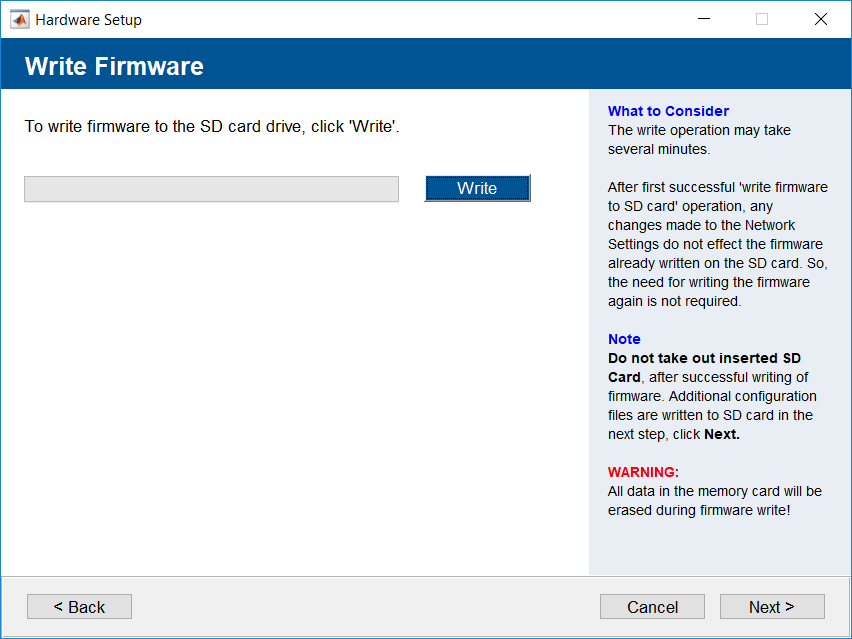 Hardware Setup
Write Firmware
To write firmware to the SD card drive, click 'Write'.
Write
What to Consider
The write operation may take
several minutes.
After first successful 'write firmware
to SD card' operation, any
changes made to the Network
Settings do not effect the firmware
already written on the SD card. So,
the need for writing the firmware
again is not required.
Note
Do not take out inserted SD
Card, after successful writing of
firmware. Additional configuration
files are written to SD card in the
next step, click Next.
WARNING:
All data in the memory card will be
erased during firmware write!
< Back
Cancel
Next >